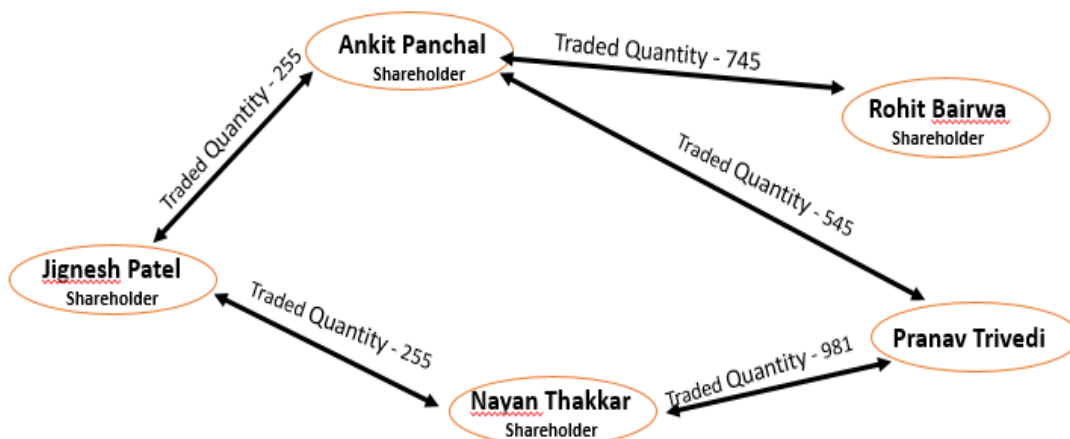 Ankit Panchal
Shareholder
Traded Quantity - 745
Traded Quantity - 255
Rohit Bairwa
Shareholder
Traded Quantity - 545
Jignesh Patel
Shareholder
Traded Quantity - 255
Pranav Trivedi
Traded Quantity - 981
Nayan Thakkar
Shareholder